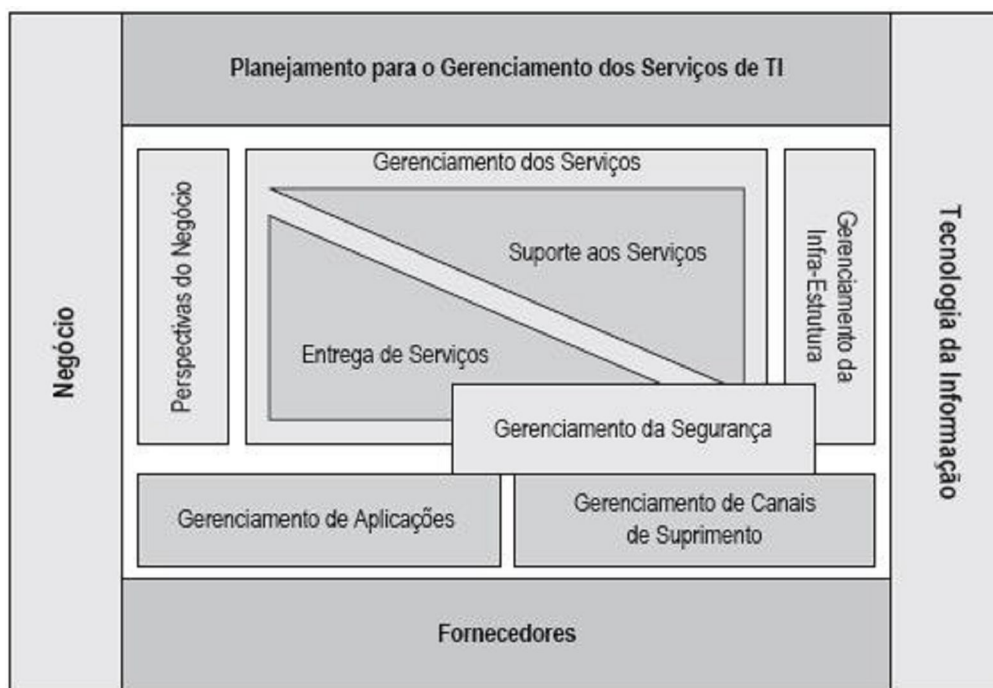 Planejamento para o Gerenciamento dos Serviços de TI
Negócio
Perspectivas do Negócio
Gerenciamento dos Serviços
Suporte aos Serviços
Entrega de Serviços
Gerenciamento da
Infra-Estrutura
Tecnologia da Informação
Gerenciamento da Segurança
Gerenciamento de Aplicações
Gerenciamento de Canais
de Suprimento
Fornecedores